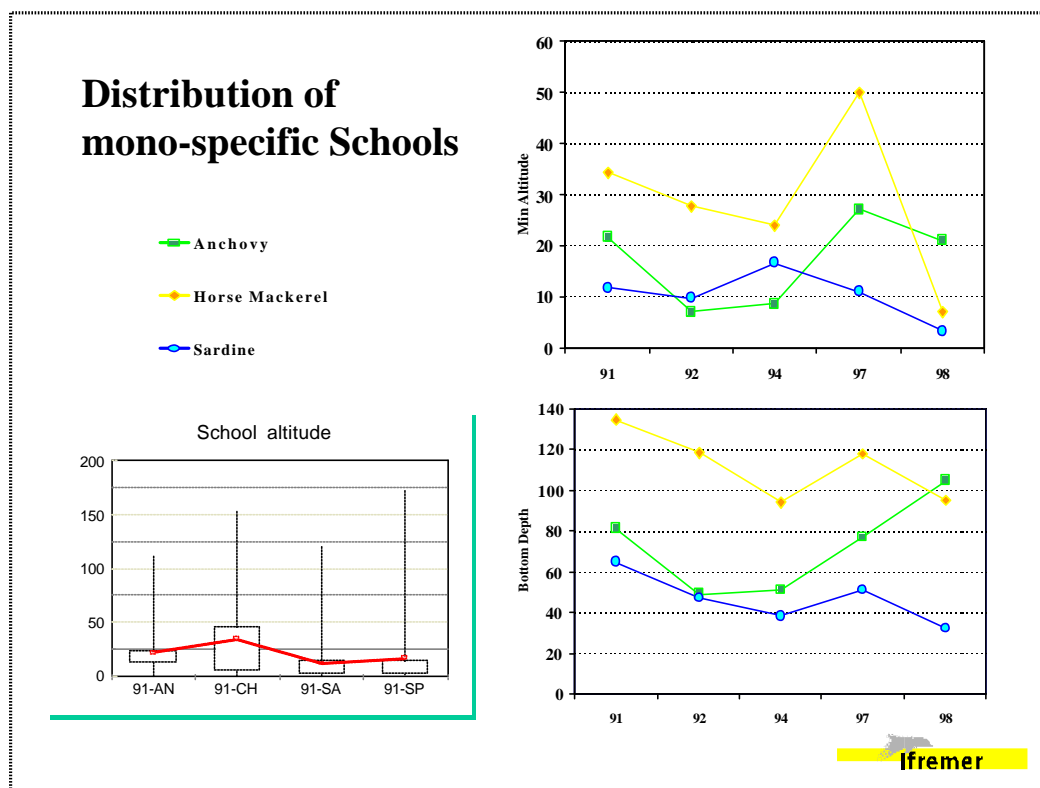 Distribution of
mono-specific Schools
Anchovy
Horse Mackerel
Sardine
School altitude
200
150
100
50
0
91-AN 91-CH 91-SA 91-SP
Min Altitude
60
50
40
30
20
10
0
91 92 94 97 98
Bottom Depth
140
120
100
80
60
40
20
0
91 92 94 97 98
Ifremer